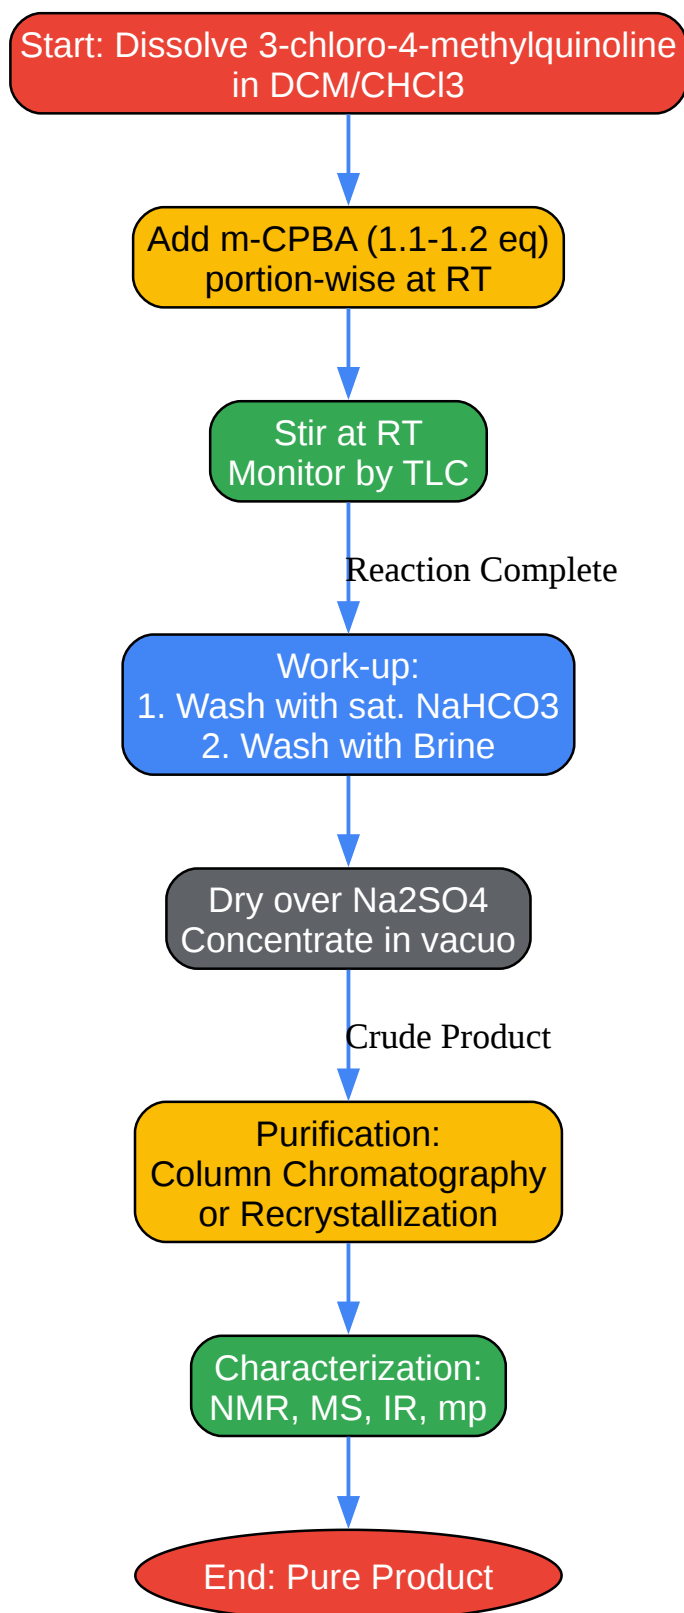 Start: Dissolve 3-chloro-4-methylquinoline
in DCM/CHCl3
Add m-CPBA (1.1-1.2 eq)
portion-wise at RT
Stir at RT
Monitor by TLC
Reaction Complete
Work-up:
1. Wash with sat. NaHCO3
2. Wash with Brine
Dry over Na2SO4
Concentrate in vacuo
Crude Product
Purification:
Column Chromatography
or Recrystallization
Characterization:
NMR, MS, IR, mp
End: Pure Product